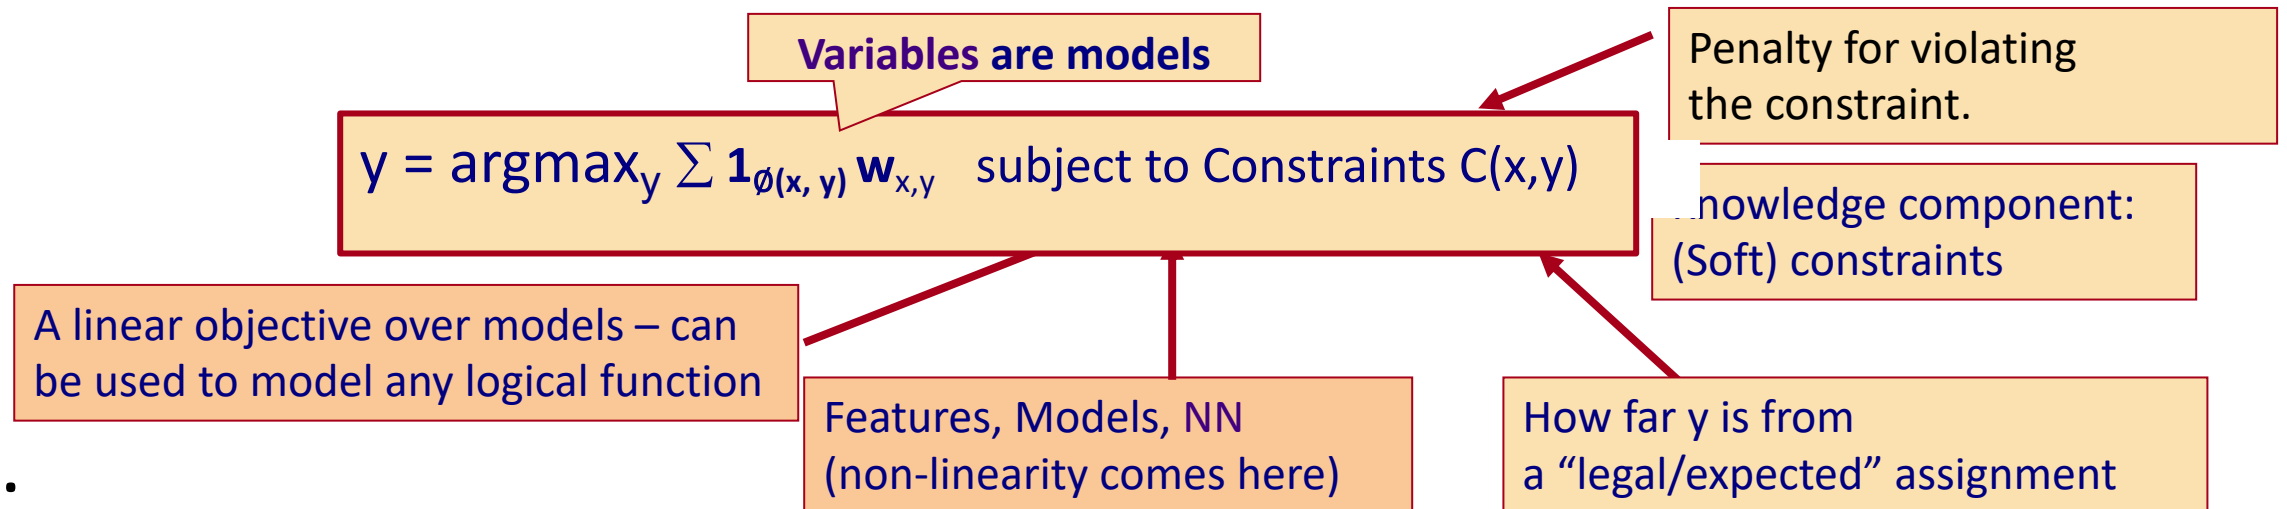 Variables are models
Penalty for violating
the constraint.
y = argmaxy ∑ 1∅(x, y) wx,y subject to Constraints C(x,y)
component:
(Soft) constraints
A linear objective over models – can
be used to model any logical function
Features, Models, NN
(non-linearity comes here)
How far y is from
a “legal/expected” assignment
.